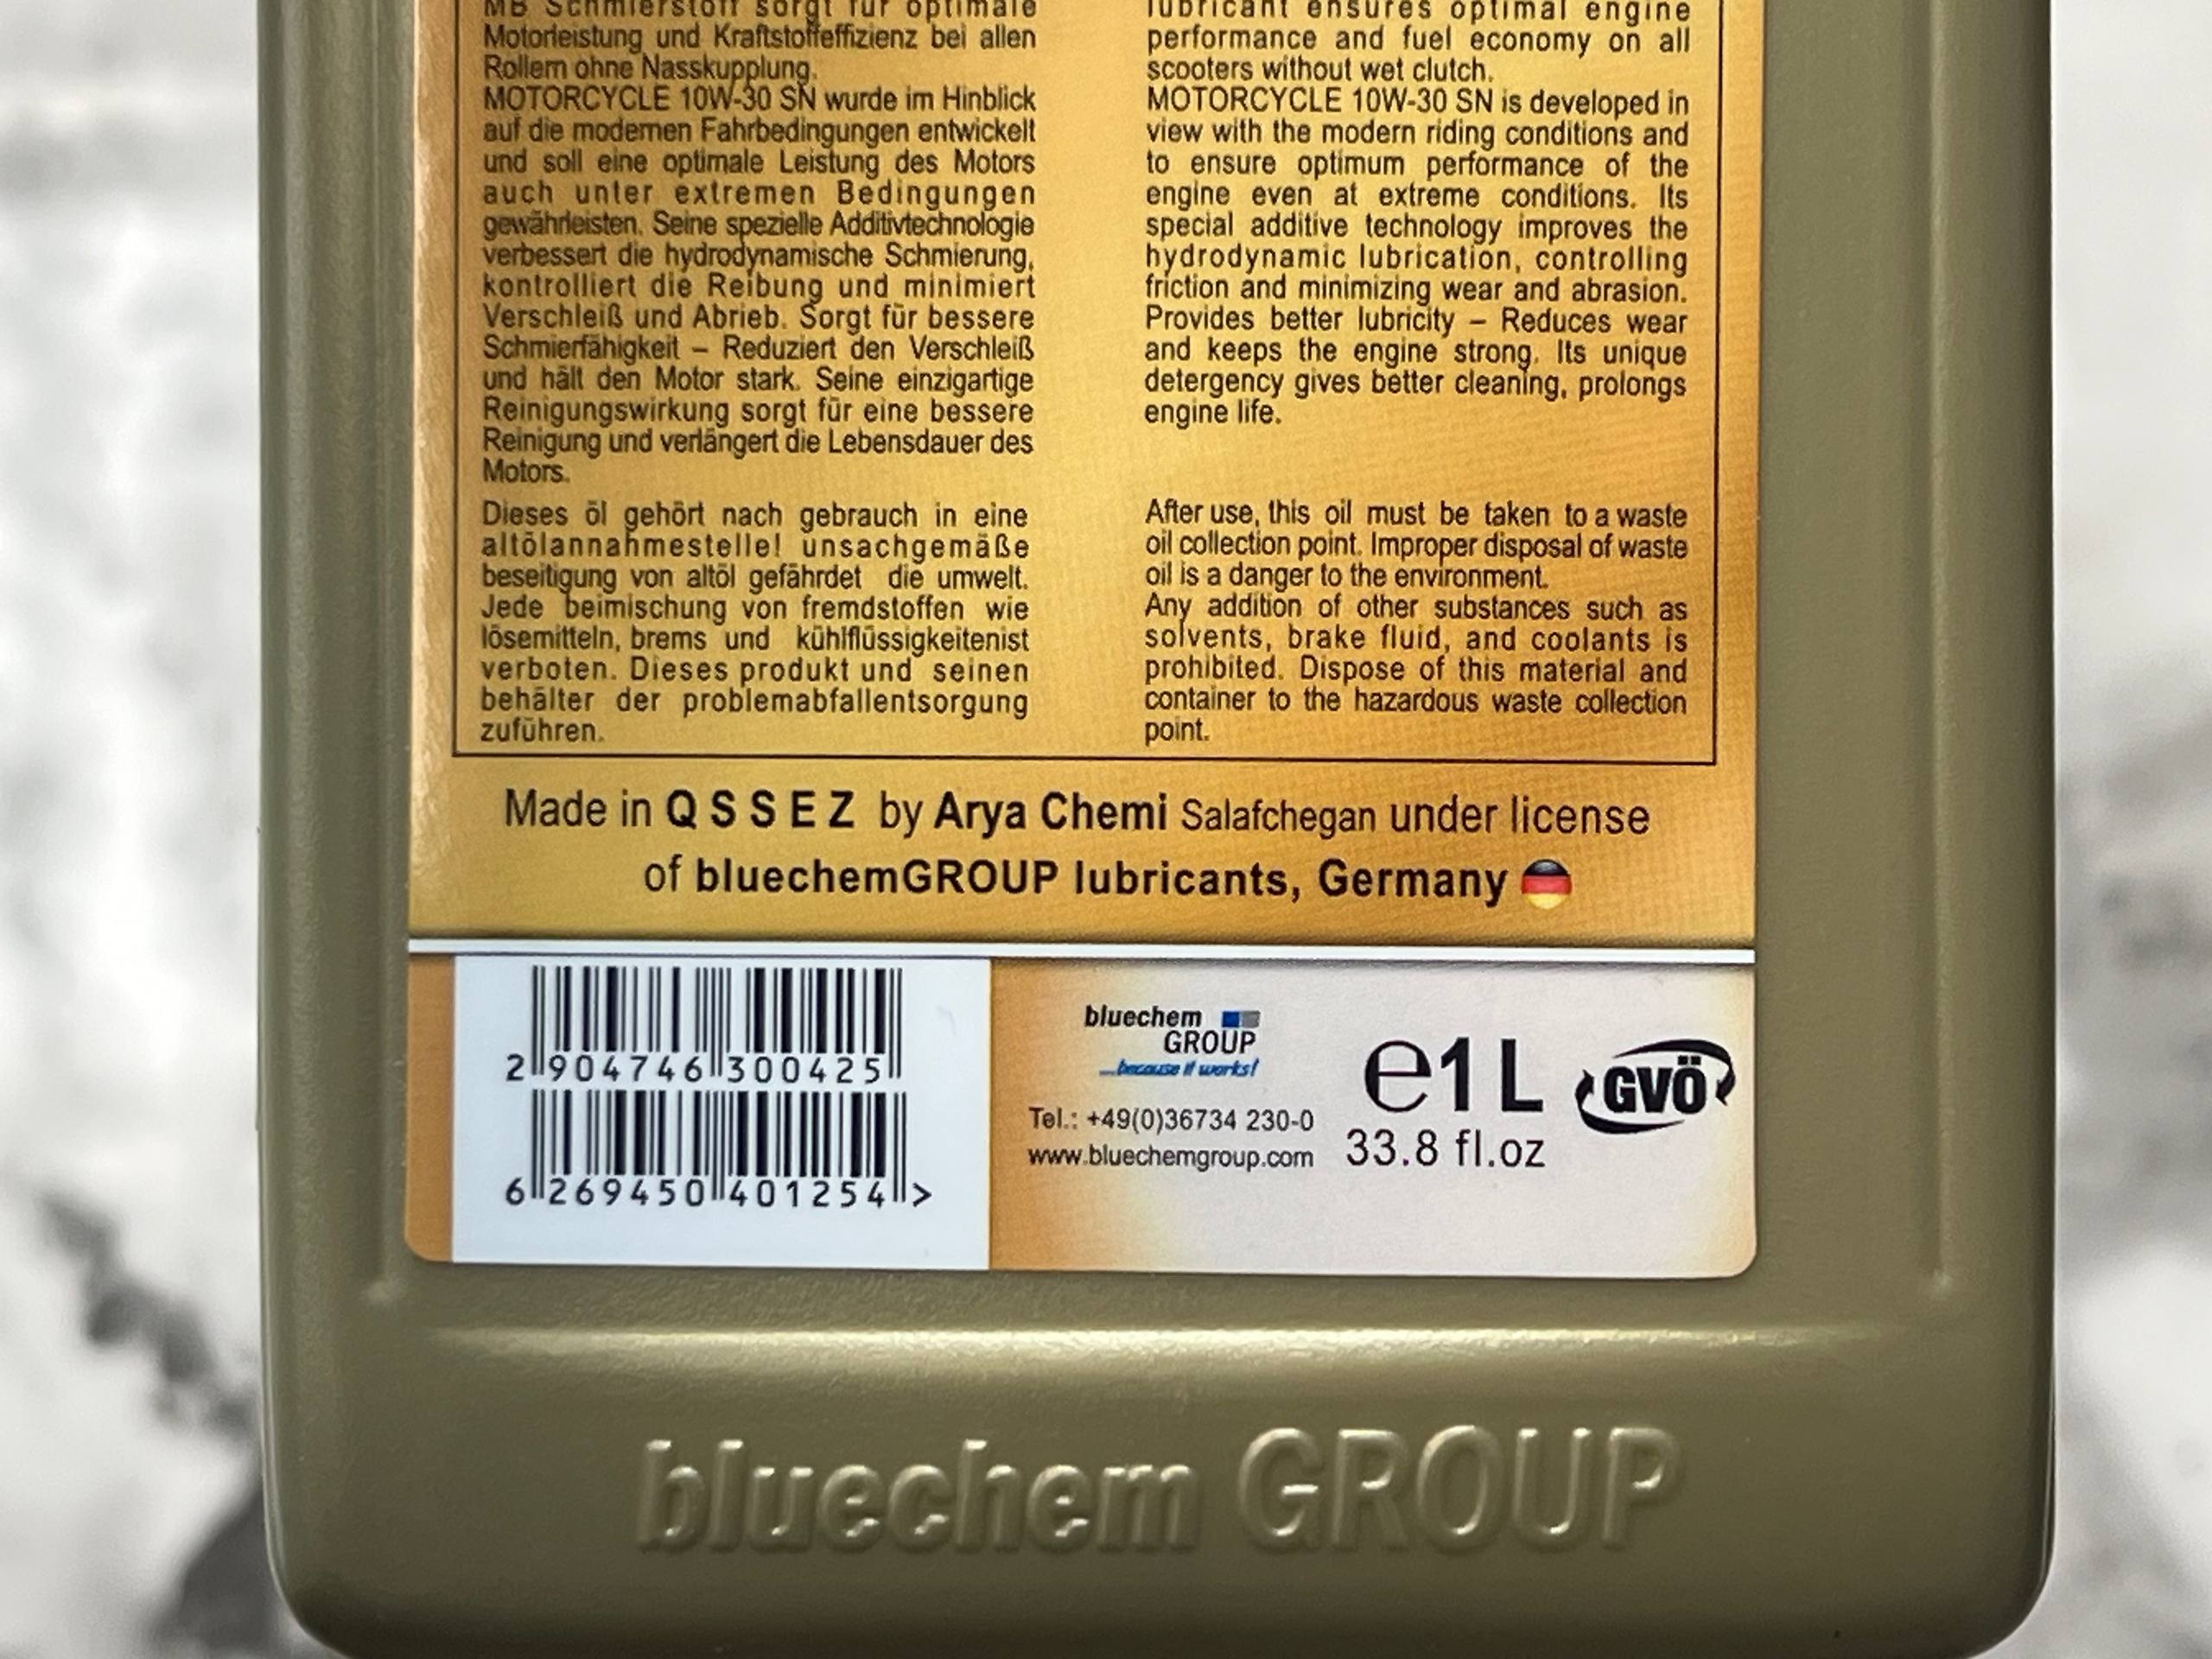 MB Schmierstoff sorgt für optimale
Motorleistung und Kraftstoffeffizienz bei allen
Rollern ohne Nasskupplung.
MOTORCYCLE 10W-30 SN wurde im Hinblick
auf die modernen Fahrbedingungen entwickelt
und soll eine optimale Leistung des Motors
auch unter extremen Bedingungen
gewährleisten. Seine spezielle Additivtechnologie
verbessert die hydrodynamische Schmierung,
kontrolliert die Reibung und minimiert
Verschleiß und Abrieb. Sorgt für bessere
Schmierfähigkeit – Reduziert den Verschleiß
und hält den Motor stark. Seine einzigartige
Reinigungswirkung sorgt für eine bessere
Reinigung und verlängert die Lebensdauer des
Motors.
Dieses öl gehört nach gebrauch in eine
altölannahmestelle! unsachgemäße
beseitigung von altöl gefährdet die umwelt.
Jede beimischung von fremdstoffen wie
lösemitteln, brems und kühlflüssigkeitenist
verboten. Dieses produkt und seinen
behälter der problemabfallentsorgung
zuführen.
lubricant ensures optimal engine
performance and fuel economy on all
scooters without wet clutch.
MOTORCYCLE 10W-30 SN is developed in
view with the modern riding conditions and
to ensure optimum performance of the
engine even at extreme conditions. Its
special additive technology improves the
hydrodynamic lubrication, controlling
friction and minimizing wear and abrasion.
Provides better lubricity – Reduces wear
and keeps the engine strong. Its unique
detergency gives better cleaning, prolongs
engine life.
After use, this oil must be taken to a waste
oil collection point. Improper disposal of waste
oil is a danger to the environment.
Any addition of other substances such as
solvents, brake fluid, and coolants is
prohibited. Dispose of this material and
container to the hazardous waste collection
point.
Made in QSSEZ by Arya Chemi Salafchegan under license
of bluechemGROUP lubricants, Germany
2 904746 300425
6 269450 401254 >
bluechem
GROUP
...because it works!
Tel.: +49(0)36734 230-0
www.bluechemgroup.com
℮1 L
33.8 fl.oz
GVÖ
bluechem GROUP